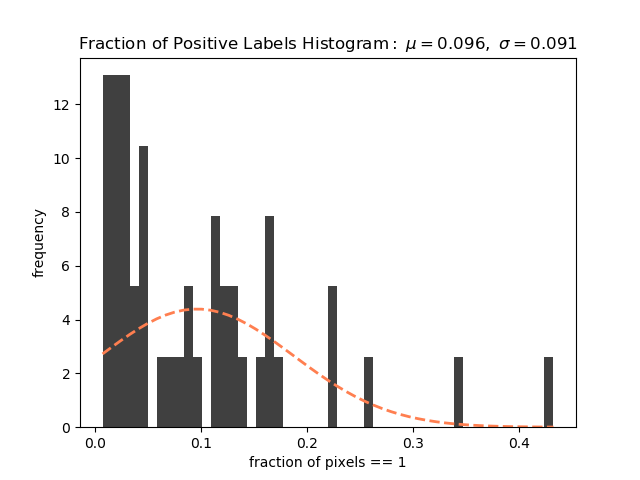 Fraction of Positive Labels Histogram : μ = 0.096, σ = 0.091
12
10
8
6
4
2
0
frequency
0.0 0.1 0.2 0.3 0.4
fraction of pixels == 1